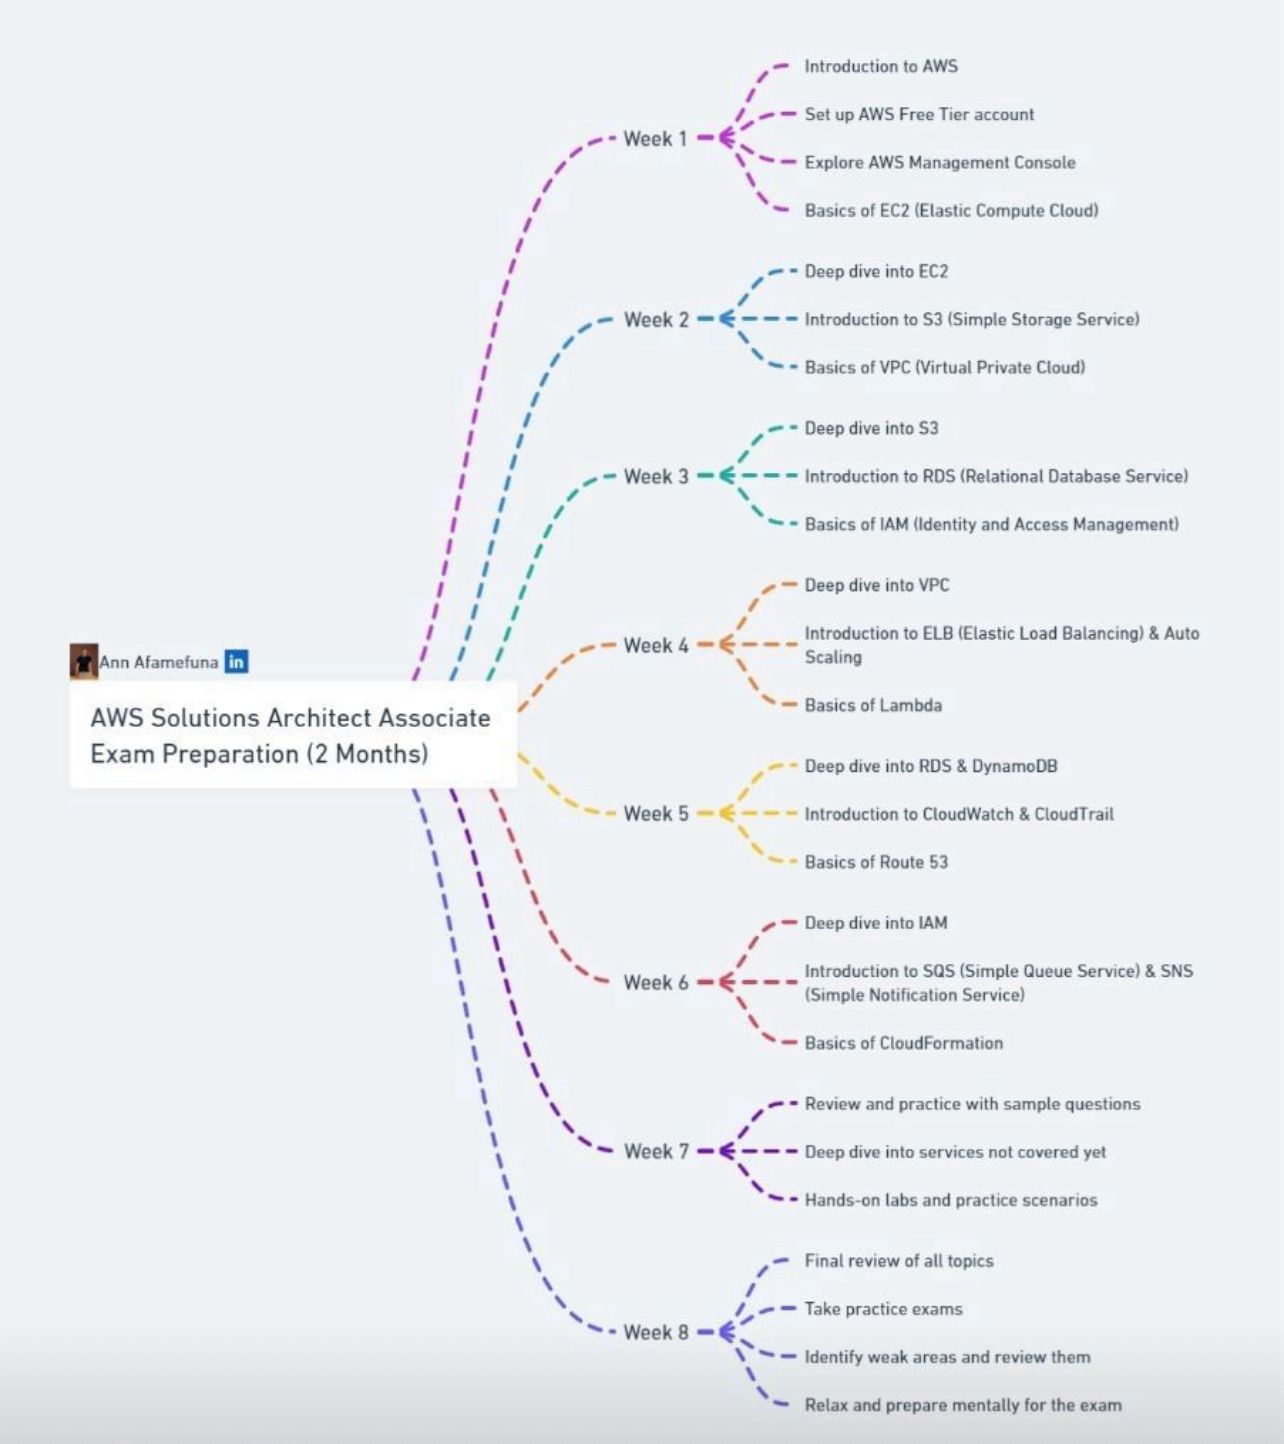 Introduction to AWS
Set up AWS Free Tier account
Week 1
Explore AWS Management Console
Basics of EC2 (Elastic Compute Cloud)
Deep dive into EC2
Week 2
Introduction to S3 (Simple Storage Service)
Basics of VPC (Virtual Private Cloud)
Deep dive into S3
Week 3
Introduction to RDS (Relational Database Service)
Basics of IAM (Identity and Access Management)
Deep dive into VPC
Week 4
Introduction to ELB (Elastic Load Balancing) & Auto
Scaling
Basics of Lambda
Ann Afamefuna in
AWS Solutions Architect Associate
Exam Preparation (2 Months)
Deep dive into RDS & DynamoDB
Week 5
Introduction to CloudWatch & CloudTrail
Basics of Route 53
Deep dive into IAM
Week 6
Introduction to SQS (Simple Queue Service) & SNS
(Simple Notification Service)
Basics of CloudFormation
Review and practice with sample questions
Week 7
Deep dive into services not covered yet
Hands-on labs and practice scenarios
Final review of all topics
Take practice exams
Week 8
Identify weak areas and review them
Relax and prepare mentally for the exam